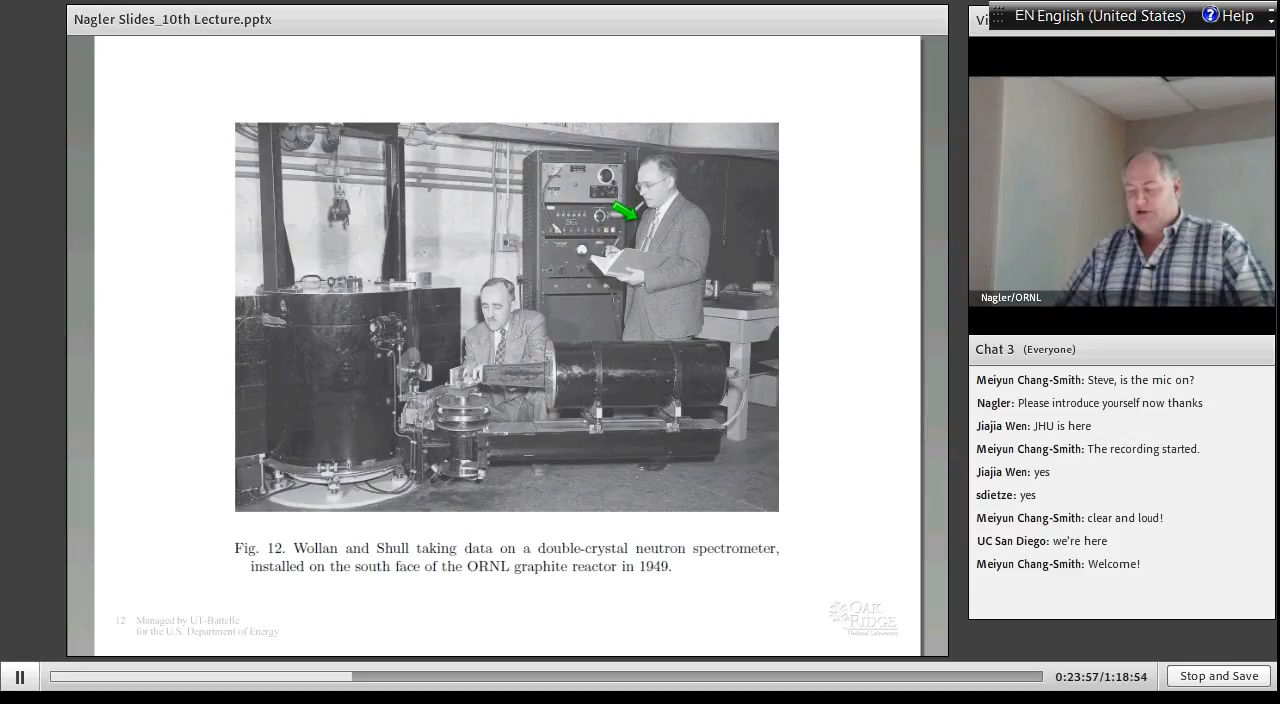 Nagler Slides_10th Lecture.pptx
EN English (United States)
Help
Vi
Nagler/ORNL
Chat 3 (Everyone)
Meiyun Chang-Smith: Steve, is the mic on?
Nagler: Please introduce yourself now thanks
Jiajia Wen: JHU is here
Meiyun Chang-Smith: The recording started.
Jiajia Wen: yes
sdietze: yes
Meiyun Chang-Smith: clear and loud!
UC San Diego: we're here
Meiyun Chang-Smith: Welcome!
Fig. 12. Wollan and Shull taking data on a double-crystal neutron spectrometer,
installed on the south face of the ORNL graphite reactor in 1949.
12 Managed by UT-Battelle
for the U.S. Department of Energy
OAK
RIDGE
National Laboratory
0:23:57/1:18:54
Stop and Save